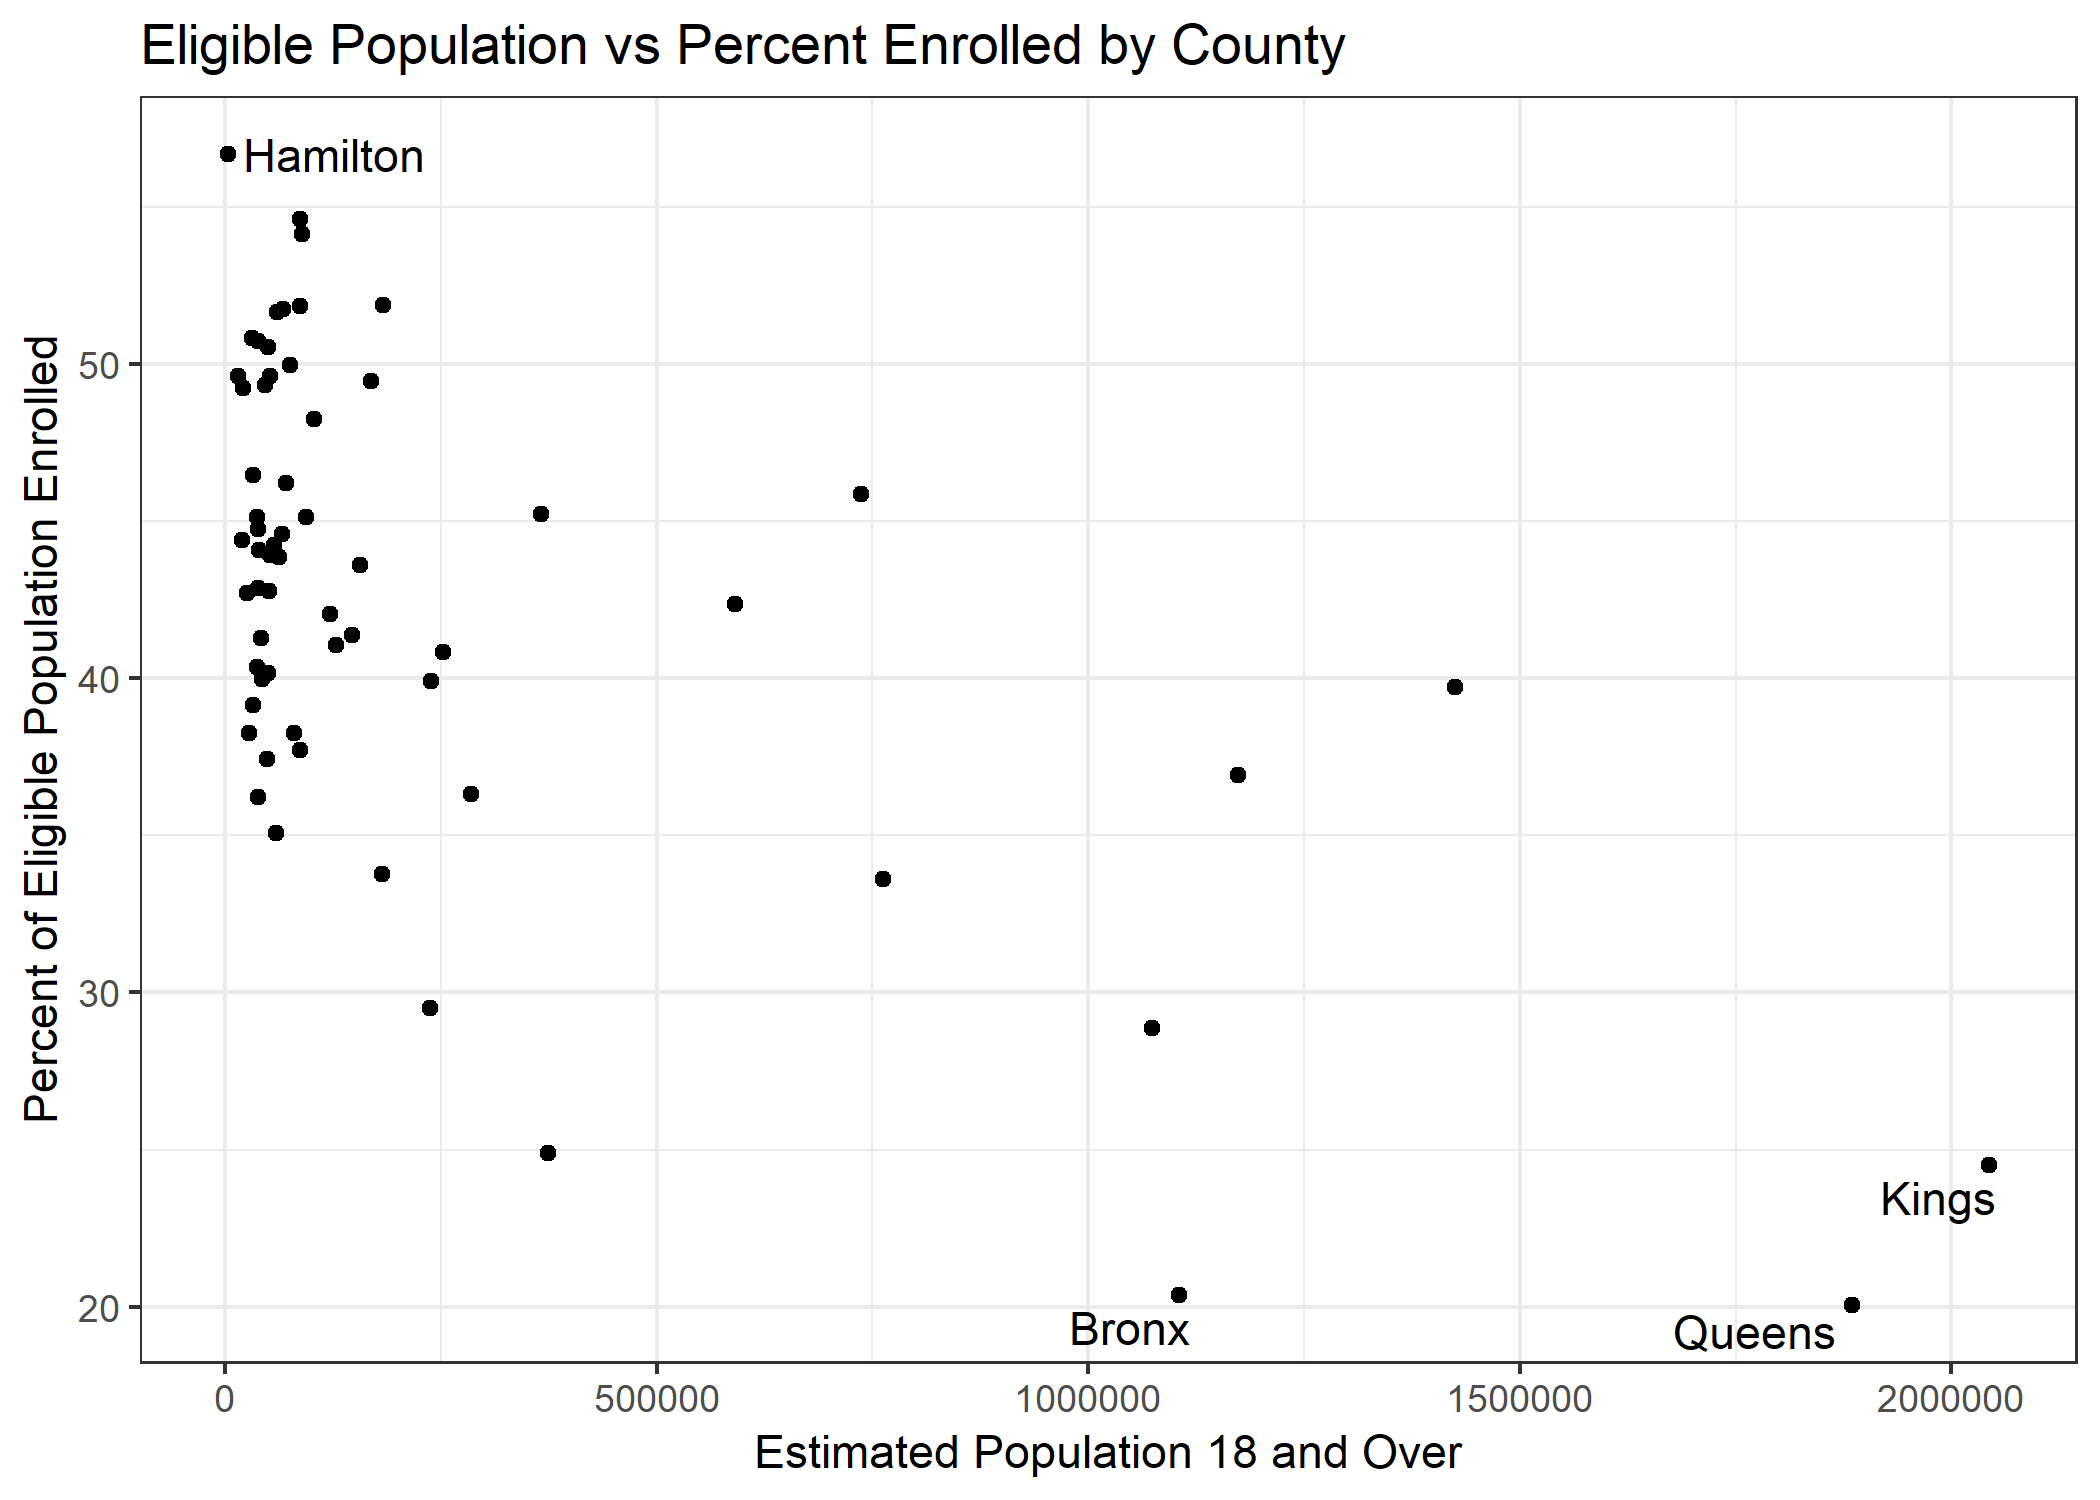 Eligible Population vs Percent Enrolled by County
Percent of Eligible Population Enrolled
50
40
30
20
Hamilton
Kings
Bronx
Queens
0
500000
1000000
1500000
2000000
Estimated Population 18 and Over